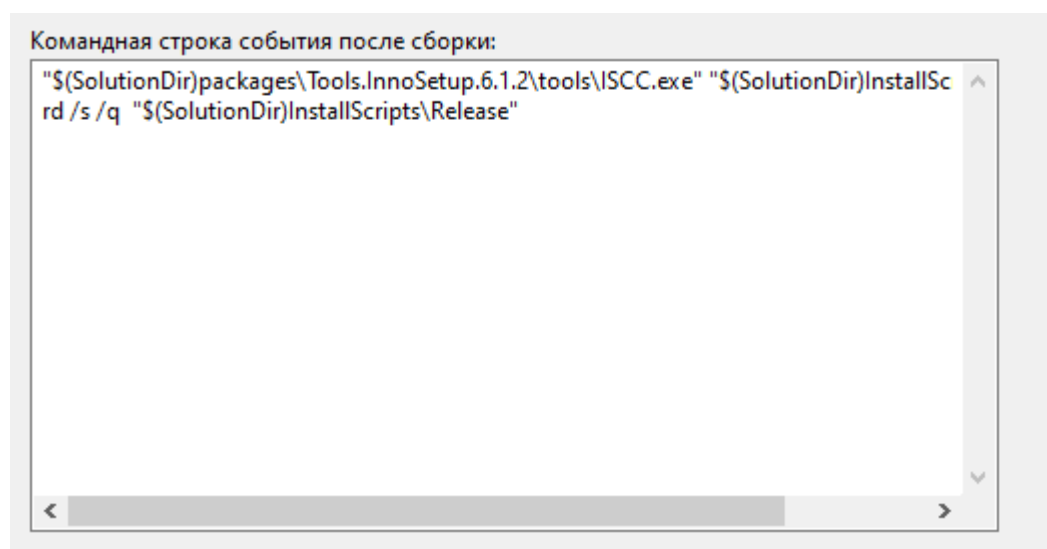 Командная строка события после сборки:
"$(SolutionDir)packages\Tools.InnoSetup.6.1.2\tools\ISCC.exe" "$(SolutionDir)InstallSc
rd /s /q  "$(SolutionDir)InstallScripts\Release"